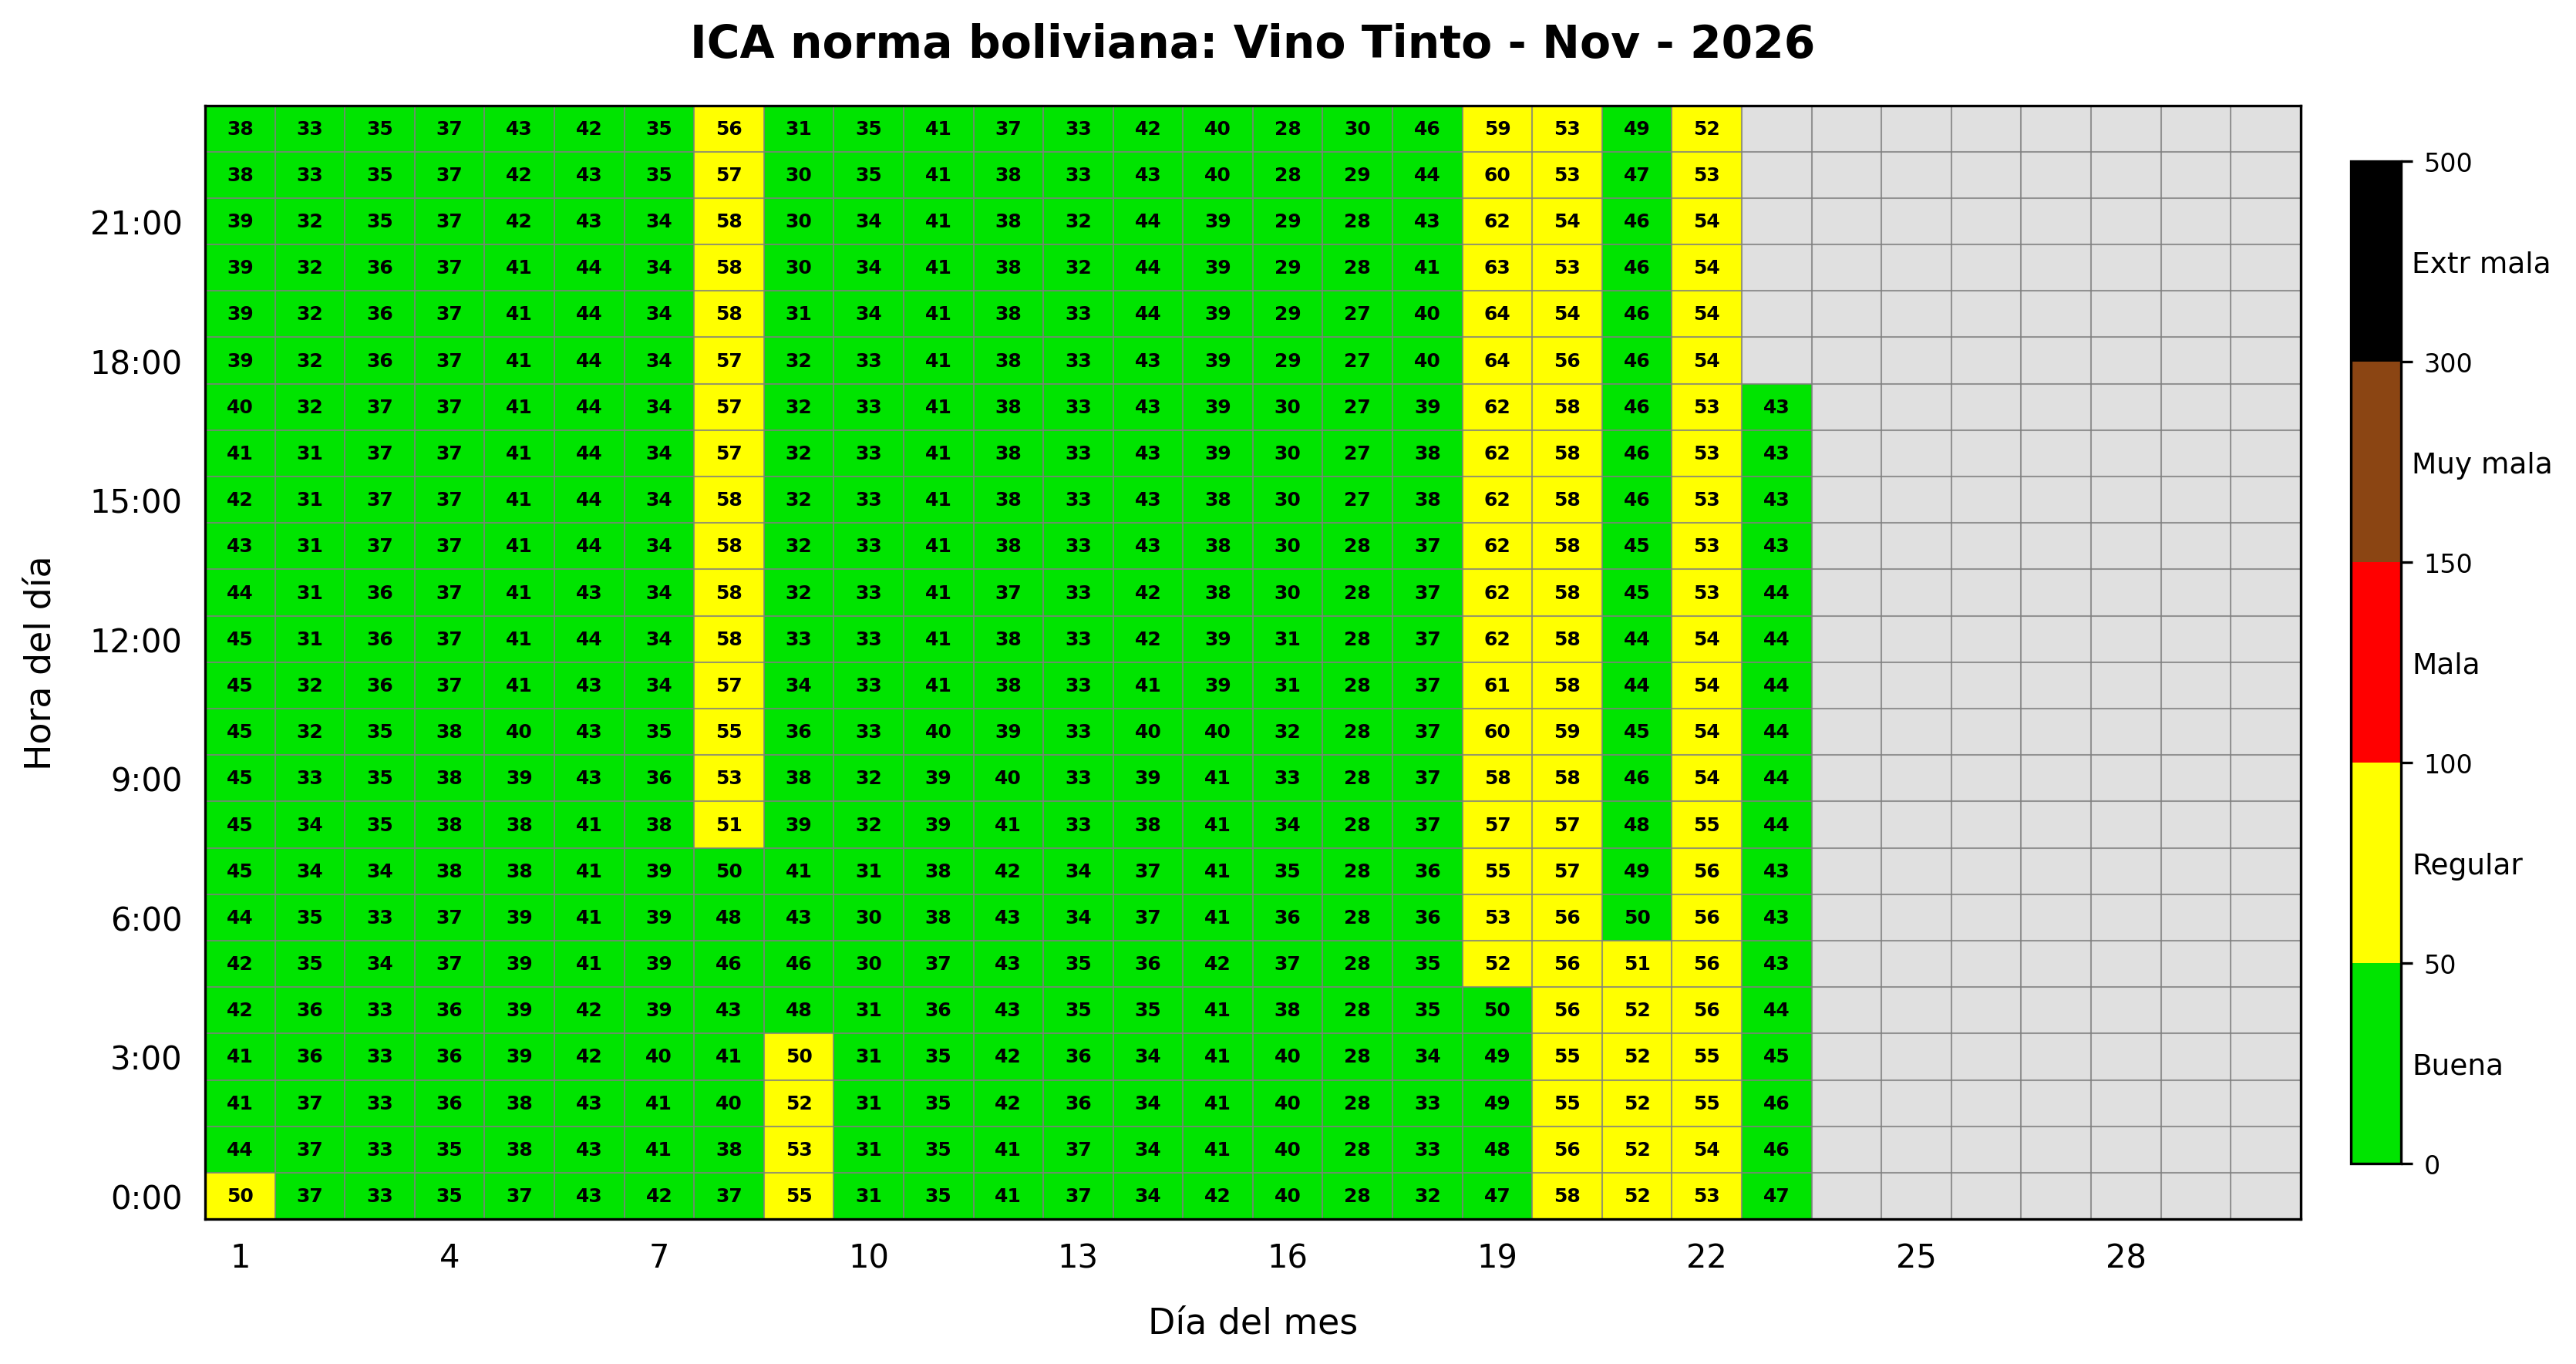 ICA norma boliviana: Vino Tinto - Nov - 2026
38 33 35 37 43 42 35 56 31 35 41 37 33 42 40 28 30 46 59 53 49 52
38 33 35 37 42 43 35 57 30 35 41 38 33 43 40 28 29 44 60 53 47 53
21:00 39 32 35 37 42 43 34 58 30 34 41 38 32 44 39 29 28 43 62 54 46 54
39 32 36 37 41 44 34 58 30 34 41 38 32 44 39 29 28 41 63 53 46 54
39 32 36 37 41 44 34 58 31 34 41 38 33 44 39 29 27 40 64 54 46 54
18:00 39 32 36 37 41 44 34 57 32 33 41 38 33 43 39 29 27 40 64 56 46 54
40 32 37 37 41 44 34 57 32 33 41 38 33 43 39 30 27 39 62 58 46 53 43
41 31 37 37 41 44 34 57 32 33 41 38 33 43 39 30 27 38 62 58 46 53 43
15:00 42 31 37 37 41 44 34 58 32 33 41 38 33 43 38 30 27 38 62 58 46 53 43
43 31 37 37 41 44 34 58 32 33 41 38 33 43 38 30 28 37 62 58 45 53 43
44 31 36 37 41 43 34 58 32 33 41 37 33 42 38 30 28 37 62 58 45 53 44
12:00 45 31 36 37 41 44 34 58 33 33 41 38 33 42 39 31 28 37 62 58 44 54 44
45 32 36 37 41 43 34 57 34 33 41 38 33 41 39 31 28 37 61 58 44 54 44
45 32 35 38 40 43 35 55 36 33 40 39 33 40 40 32 28 37 60 59 45 54 44
9:00 45 33 35 38 39 43 36 53 38 32 39 40 33 39 41 33 28 37 58 58 46 54 44
45 34 35 38 38 41 38 51 39 32 39 41 33 38 41 34 28 37 57 57 48 55 44
45 34 34 38 38 41 39 50 41 31 38 42 34 37 41 35 28 36 55 57 49 56 43
6:00 44 35 33 37 39 41 39 48 43 30 38 43 34 37 41 36 28 36 53 56 50 56 43
42 35 34 37 39 41 39 46 46 30 37 43 35 36 42 37 28 35 52 56 51 56 43
42 36 33 36 39 42 39 43 48 31 36 43 35 35 41 38 28 35 50 56 52 56 44
3:00 41 36 33 36 39 42 40 41 50 31 35 42 36 34 41 40 28 34 49 55 52 55 45
41 37 33 36 38 43 41 40 52 31 35 42 36 34 41 40 28 33 49 55 52 55 46
44 37 33 35 38 43 41 38 53 31 35 41 37 34 41 40 28 33 48 56 52 54 46
0:00 50 37 33 35 37 43 42 37 55 31 35 41 37 34 42 40 28 32 47 58 52 53 47
1 4 7 10 13 16 19 22 25 28
Día del mes
Hora del día
500
Extr mala
300
Muy mala
150
Mala
100
Regular
50
Buena
0